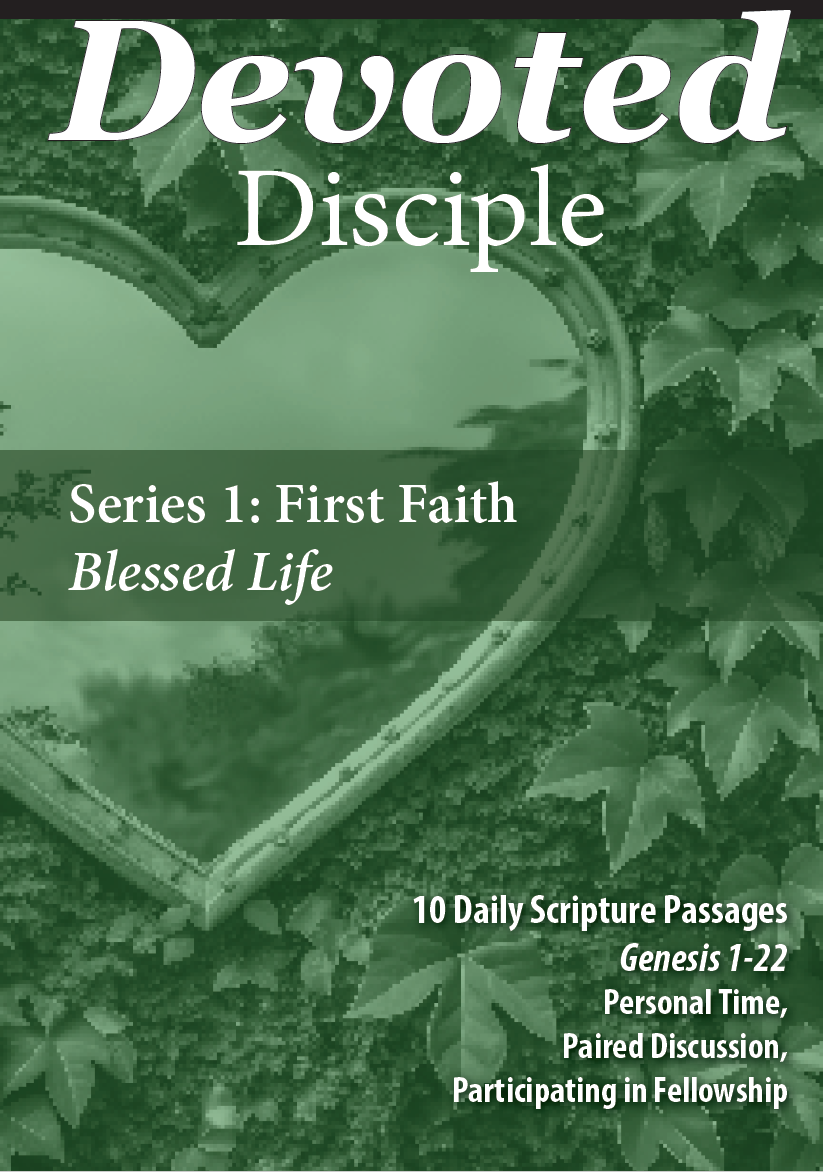 Devoted
Disciple
Series 1: First Faith
Blessed Life
10 Daily Scripture Passages
Genesis 1-22
Personal Time,
Paired Discussion,
Participating in Fellowship